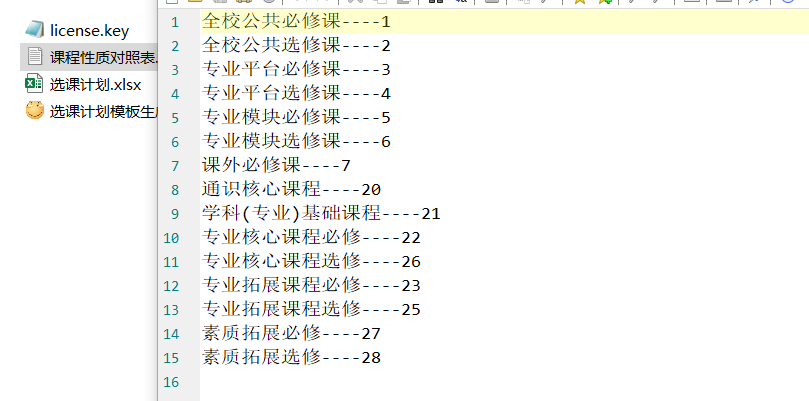 license.key
课程性质对照表.
选课计划.xlsx
选课计划模板生
1 全校公共必修课----1
2 全校公共选修课----2
3 专业平台必修课----3
4 专业平台选修课----4
5 专业模块必修课----5
6 专业模块选修课----6
7 课外必修课----7
8 通识核心课程----20
9 学科(专业)基础课程----21
10 专业核心课程必修----22
11 专业核心课程选修----26
12 专业拓展课程必修----23
13 专业拓展课程选修----25
14 素质拓展必修----27
15 素质拓展选修----28
16